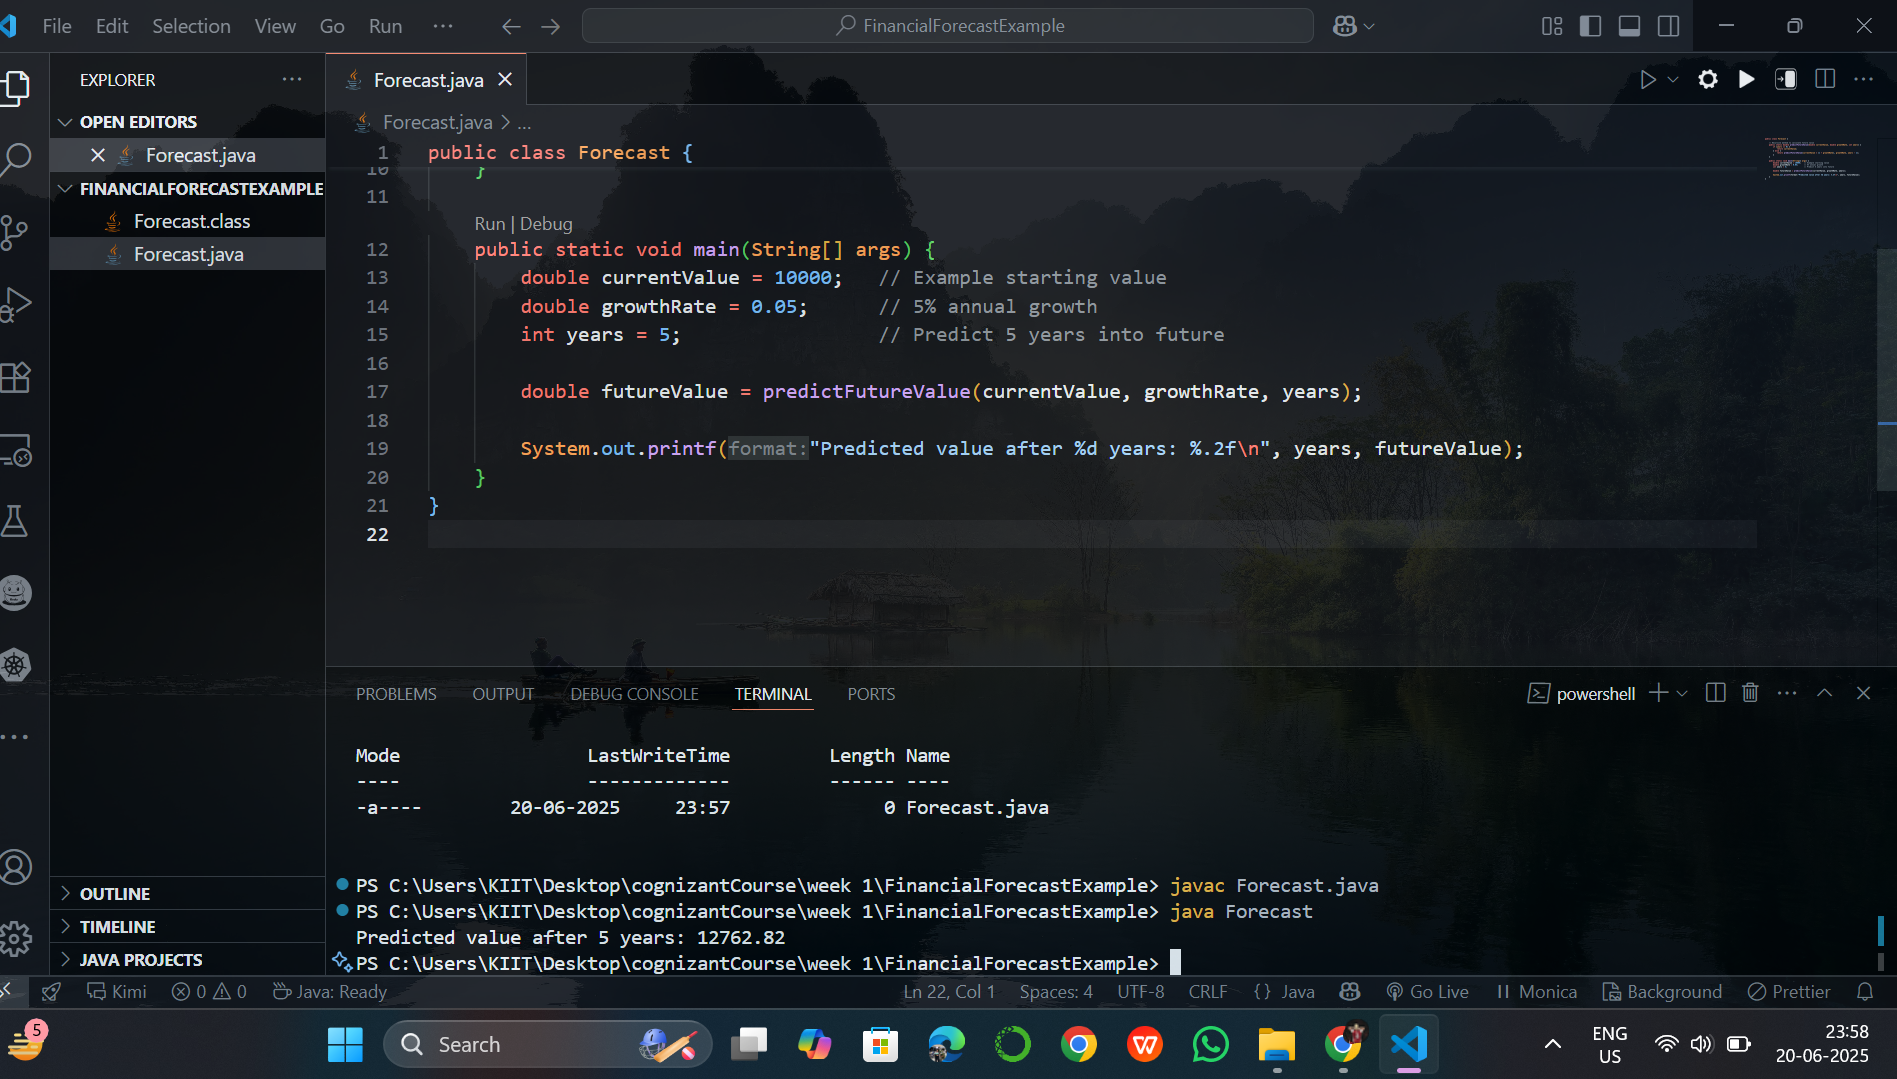 File Edit Selection View Go Run ...
FinancialForecastExample
EXPLORER ...
OPEN EDITORS
Forecast.java
FINANCIALFORECASTEXAMPLE
Forecast.class
Forecast.java
OUTLINE
TIMELINE
JAVA PROJECTS
Forecast.java
Forecast.java > ...
1 public class Forecast {
10 }
11
Run | Debug
12 public static void main(String[] args) {
13 double currentValue = 10000; // Example starting value
14 double growthRate = 0.05; // 5% annual growth
15 int years = 5; // Predict 5 years into future
16
17 double futureValue = predictFutureValue(currentValue, growthRate, years);
18
19 System.out.printf(format:"Predicted value after %d years: %.2f\n", years, futureValue);
20 }
21 }
22
PROBLEMS OUTPUT DEBUG CONSOLE TERMINAL PORTS
powershell
Mode LastWriteTime Length Name
---- ------------- ------ ----
-a---- 20-06-2025 23:57 0 Forecast.java
PS C:\Users\KIIT\Desktop\cognizantCourse\week 1\FinancialForecastExample> javac Forecast.java
PS C:\Users\KIIT\Desktop\cognizantCourse\week 1\FinancialForecastExample> java Forecast
Predicted value after 5 years: 12762.82
PS C:\Users\KIIT\Desktop\cognizantCourse\week 1\FinancialForecastExample>
Kimi 0 0 Java: Ready Ln 22, Col 1 Spaces: 4 UTF-8 CRLF {} Java Go Live Monica Background Prettier
5
Search
ENG
US
23:58
20-06-2025